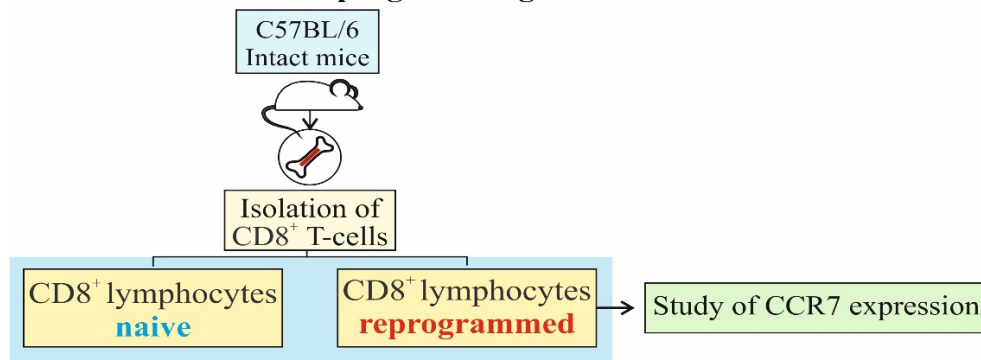 C57BL/6
Intact mice
Isolation of
CD8⁺ T-cells
CD8⁺ lymphocytes
naive
CD8⁺ lymphocytes
reprogrammed
Study of CCR7 expression